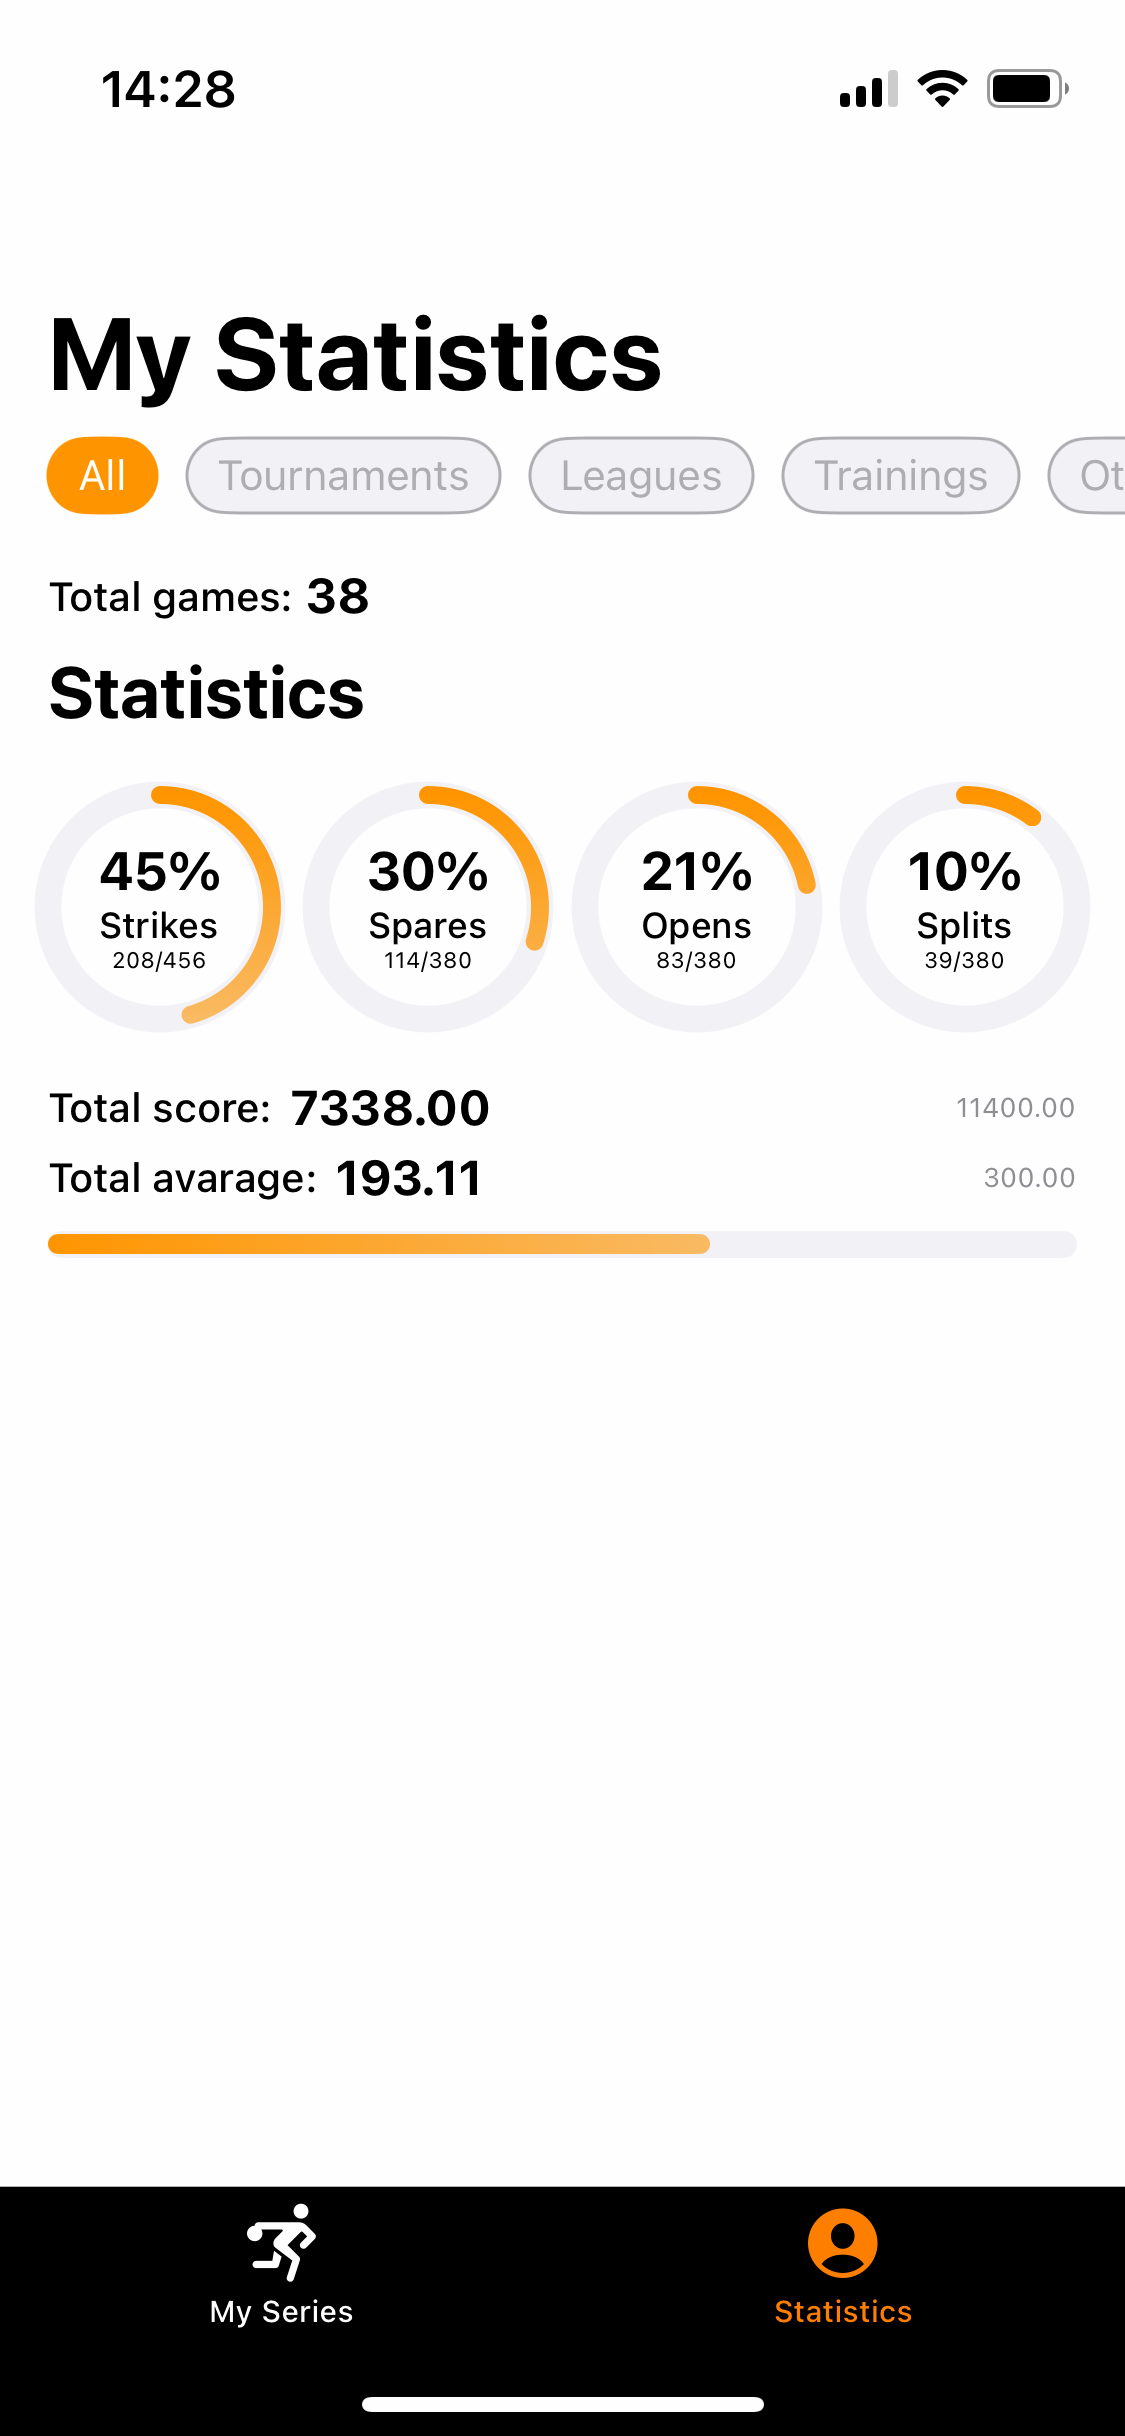 14:28
My Statistics
All Tournaments Leagues Trainings Ot
Total games: 38
Statistics
45% 30% 21% 10%
Strikes Spares Opens Splits
208/456 114/380 83/380 39/380
Total score: 7338.00 11400.00
Total avarage: 193.11 300.00
My Series Statistics